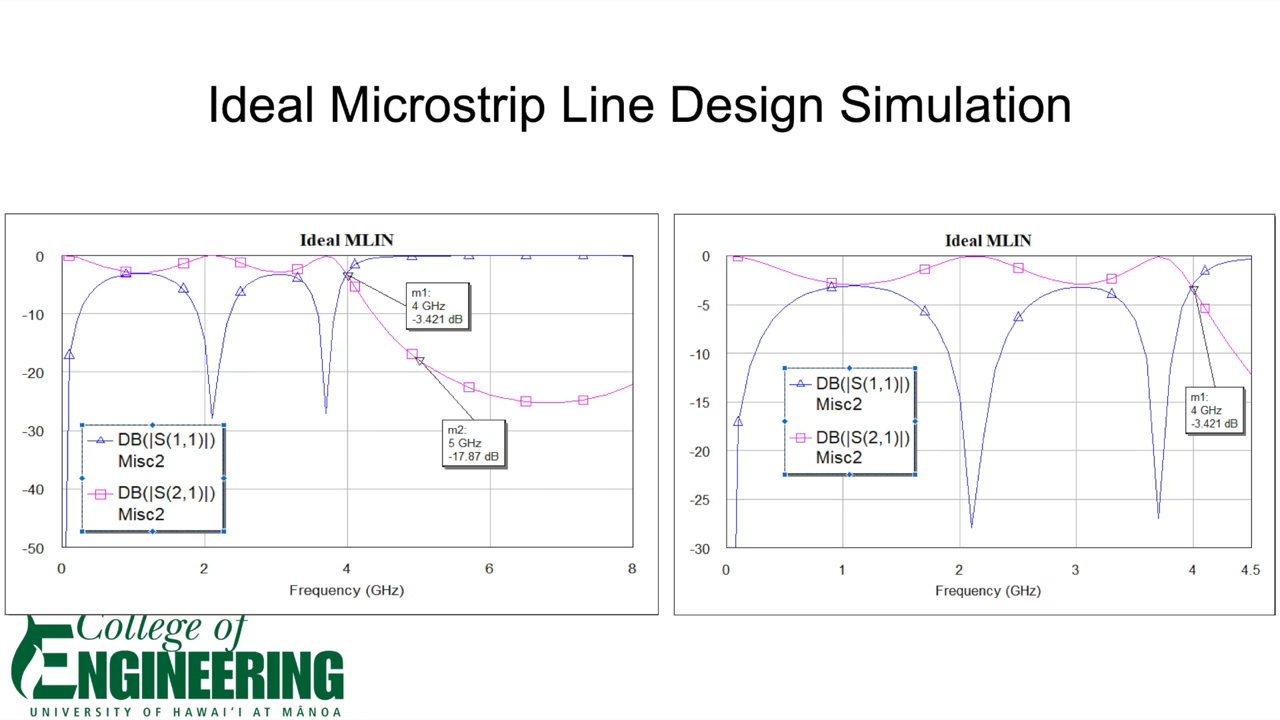 Ideal Microstrip Line Design Simulation
Ideal MLIN
0
-10
-20
-30
-40
-50
m1:
4 GHz
-3.421 dB
m2:
5 GHz
-17.87 dB
DB(|S(1,1)|)
Misc2
DB(|S(2,1)|)
Misc2
0 2 4 6 8
Frequency (GHz)
Ideal MLIN
0
-5
-10
-15
-20
-25
-30
DB(|S(1,1)|)
Misc2
DB(|S(2,1)|)
Misc2
m1:
4 GHz
-3.421 dB
0 1 2 3 4 4.5
Frequency (GHz)
College of
ENGINEERING
UNIVERSITY OF HAWAI'I AT MĀNOA